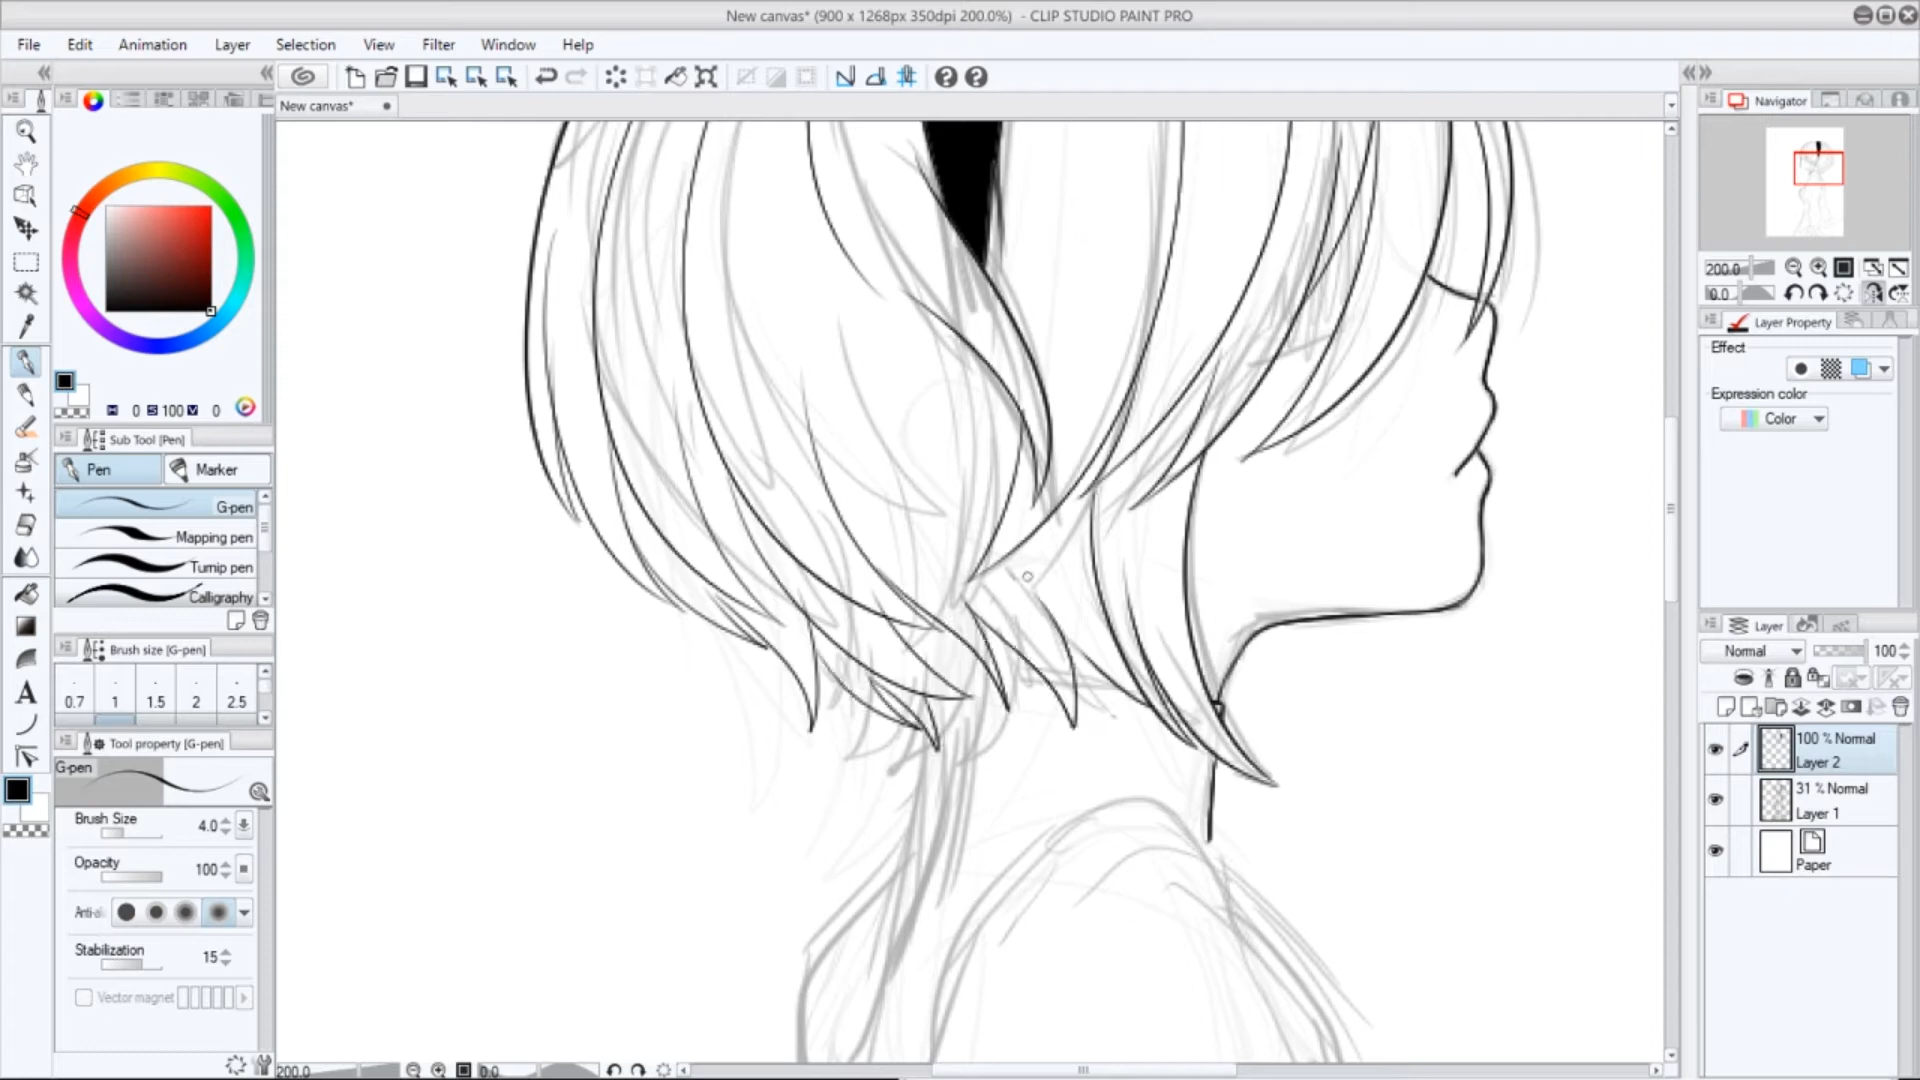 New canvas* (900 x 1268px 350dpi 200.0%)  - CLIP STUDIO PAINT PRO
File Edit Animation Layer Selection View Filter Window Help
New canvas*
Navigator
200.0
0.0
Layer Property
Effect
Expression color
Color
H 0 S 100 V 0
Sub Tool [Pen]
Pen Marker
G-pen
Mapping pen
Turnip pen
Calligraphy
Brush size [G-pen]
0.7 1 1.5 2 2.5
Tool property [G-pen]
G-pen
Brush Size 4.0
Opacity 100
Anti-al
Stabilization 15
Vector magnet
A
Layer
Normal 100
100 % Normal
Layer 2
31 % Normal
Layer 1
Paper
200.0 0.0